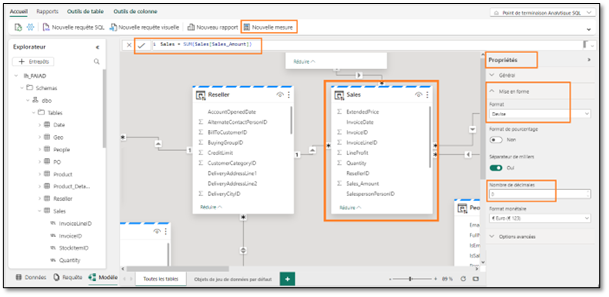 Accueil Rapports Outils de table Outils de colonne
Point de terminaison Analytique SQL
Nouvelle requête SQL Nouvelle requête visuelle Nouveau rapport Nouvelle mesure
Explorateur
1 Sales = SUM(Sales[Sales_Amount])
Propriétés
+ Entrepôts
Réduire
Général
lh_FAIAD
Schemas
dbo
Tables
Date
Geo
People
PO
Product
Product_Deta...
Reseller
Sales
InvoiceLineID
InvoiceID
StockItemID
Quantity
Reseller
AccountOpenedDate
AlternateContactPersonID
BillToCustomerID
BuyingGroupID
CreditLimit
CustomerCategoryID
DeliveryAddressLine1
DeliveryAddressLine2
DeliveryCityID
Réduire
Sales
ExtendedPrice
InvoiceDate
InvoiceID
InvoiceLineID
LineProfit
Quantity
ResellerID
Sales_Amount
SalespersonPersonID
Réduire
Mise en forme
Format
Devise
Format de pourcentage
Non
Séparateur de milliers
Oui
Nombre de décimales
Format monétaire
€ Euro (€ 123)
Options avancées
Données Requête Modèle
Toutes les tables Objets de jeu de données par défaut +
89 %